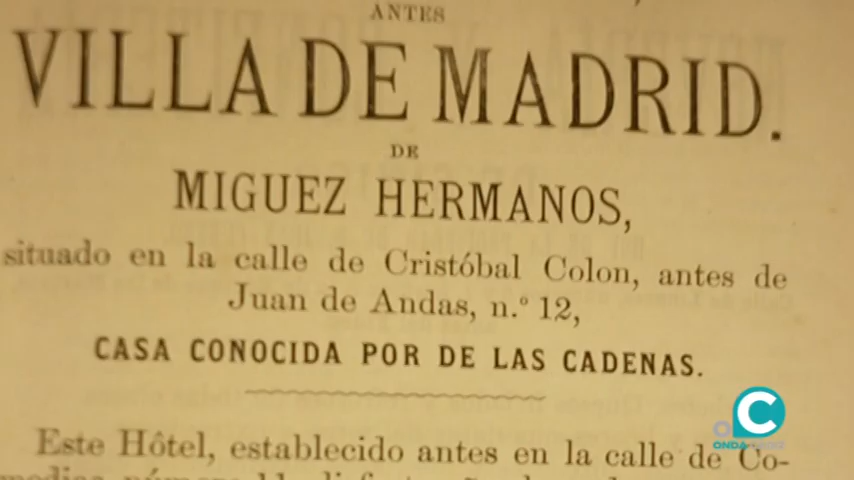 ANTES
VILLA DE MADRID.
DE
MIGUEZ HERMANOS,
situado en la calle de Cristóbal Colon, antes de
Juan de Andas, n.º 12,
CASA CONOCIDA POR DE LAS CADENAS.
Este Hôtel, establecido antes en la calle de Co-
C
ONDA